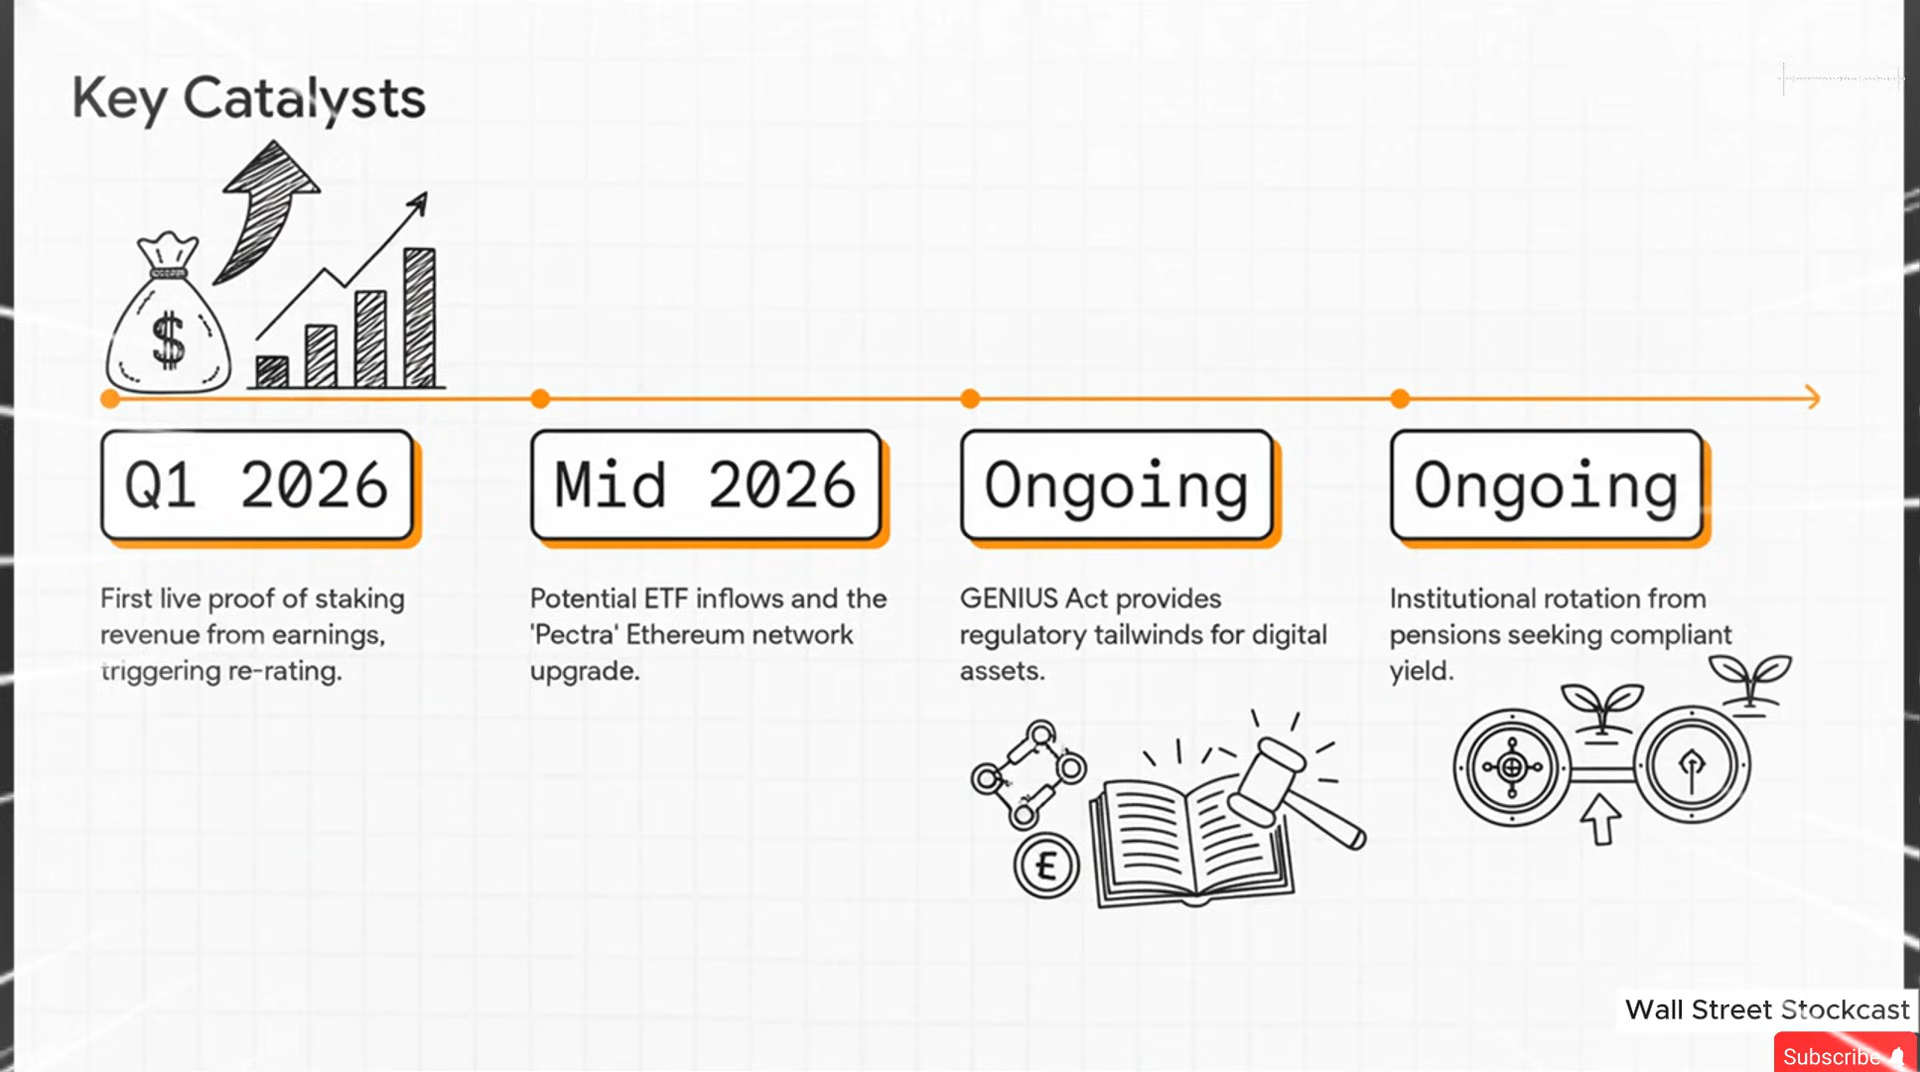 Key Catalysts
$
Q1 2026
First live proof of staking
revenue from earnings,
triggering re-rating.
Mid 2026
Potential ETF inflows and the
'Pectra' Ethereum network
upgrade.
Ongoing
GENIUS Act provides
regulatory tailwinds for digital
assets.
£
Ongoing
Institutional rotation from
pensions seeking compliant
yield.
Wall Street Stockcast
Subscribe